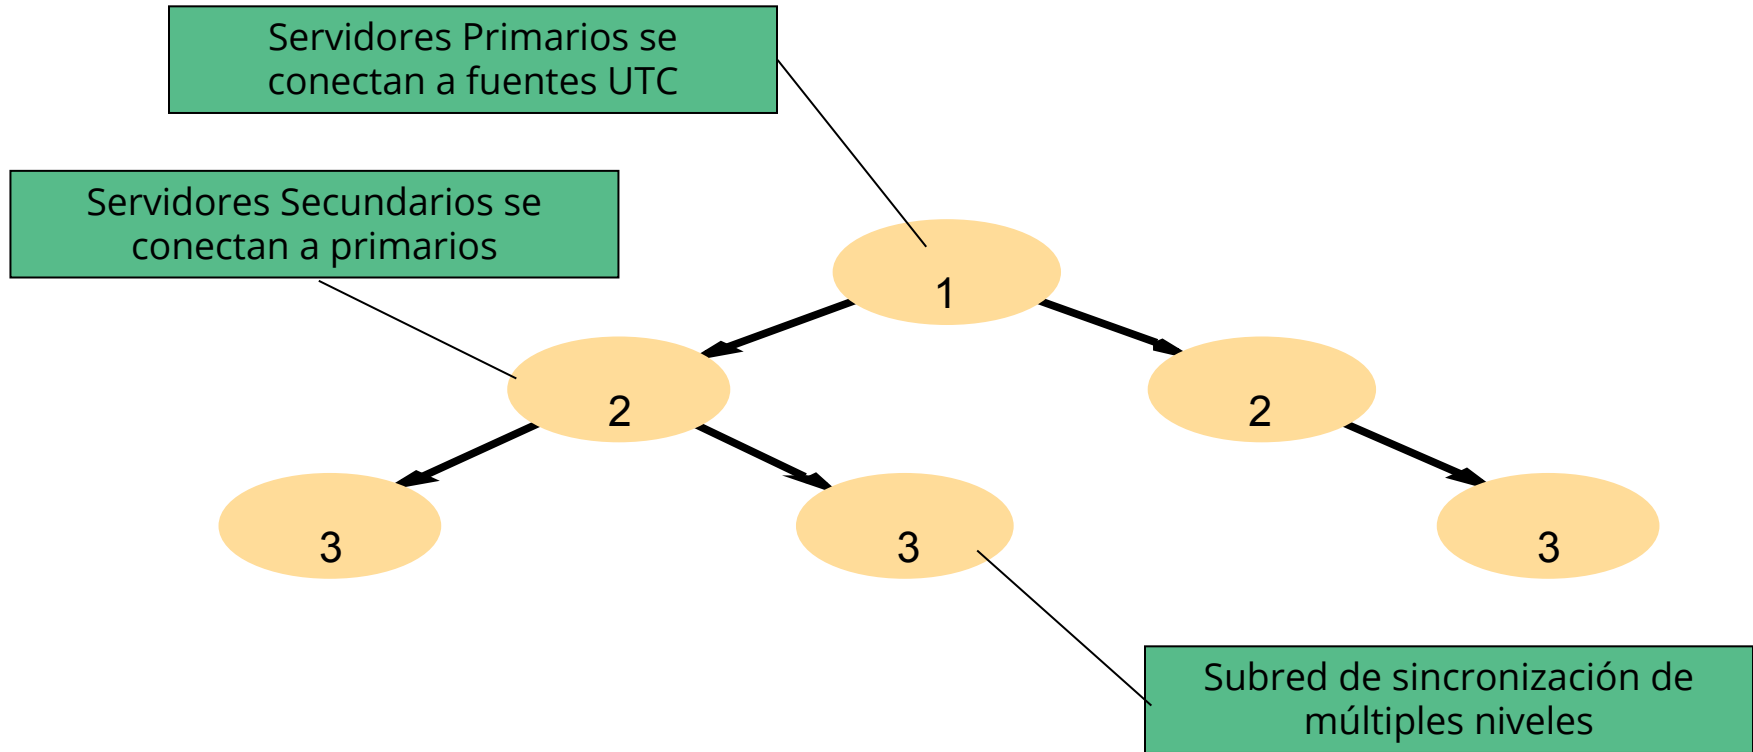 Servidores Primarios se
conectan a fuentes UTC
Servidores Secundarios se
conectan a primarios
1
2
2
3
3
3
Subred de sincronización de
múltiples niveles